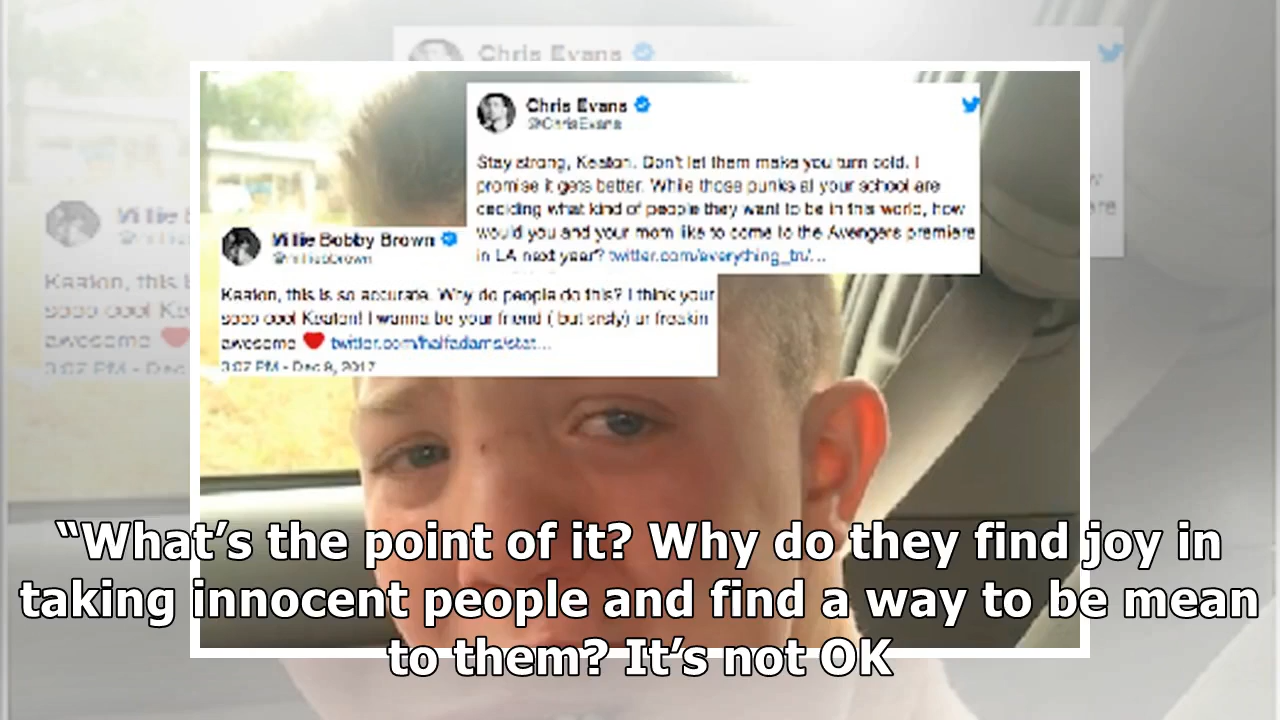 Chris Evans
@ChrisEvans
Stay strong, Keaton. Don't let them make you turn cold. I
promise it gets better. While those punks at your school are
deciding what kind of people they want to be in this world, how
would you and your mom like to come to the Avengers premiere
in LA next year? twitter.com/everything_tn/...
Millie Bobby Brown
@milliebbrown
Keaton, this is so accurate. Why do people do this? I think your
sooo cool Keaton! I wanna be your friend ( but srsly) ur freakin
awesome ❤ twitter.com/halfadams/stat...
3:07 PM - Dec 9, 2017
“What’s the point of it? Why do they find joy in
taking innocent people and find a way to be mean
to them? It’s not OK